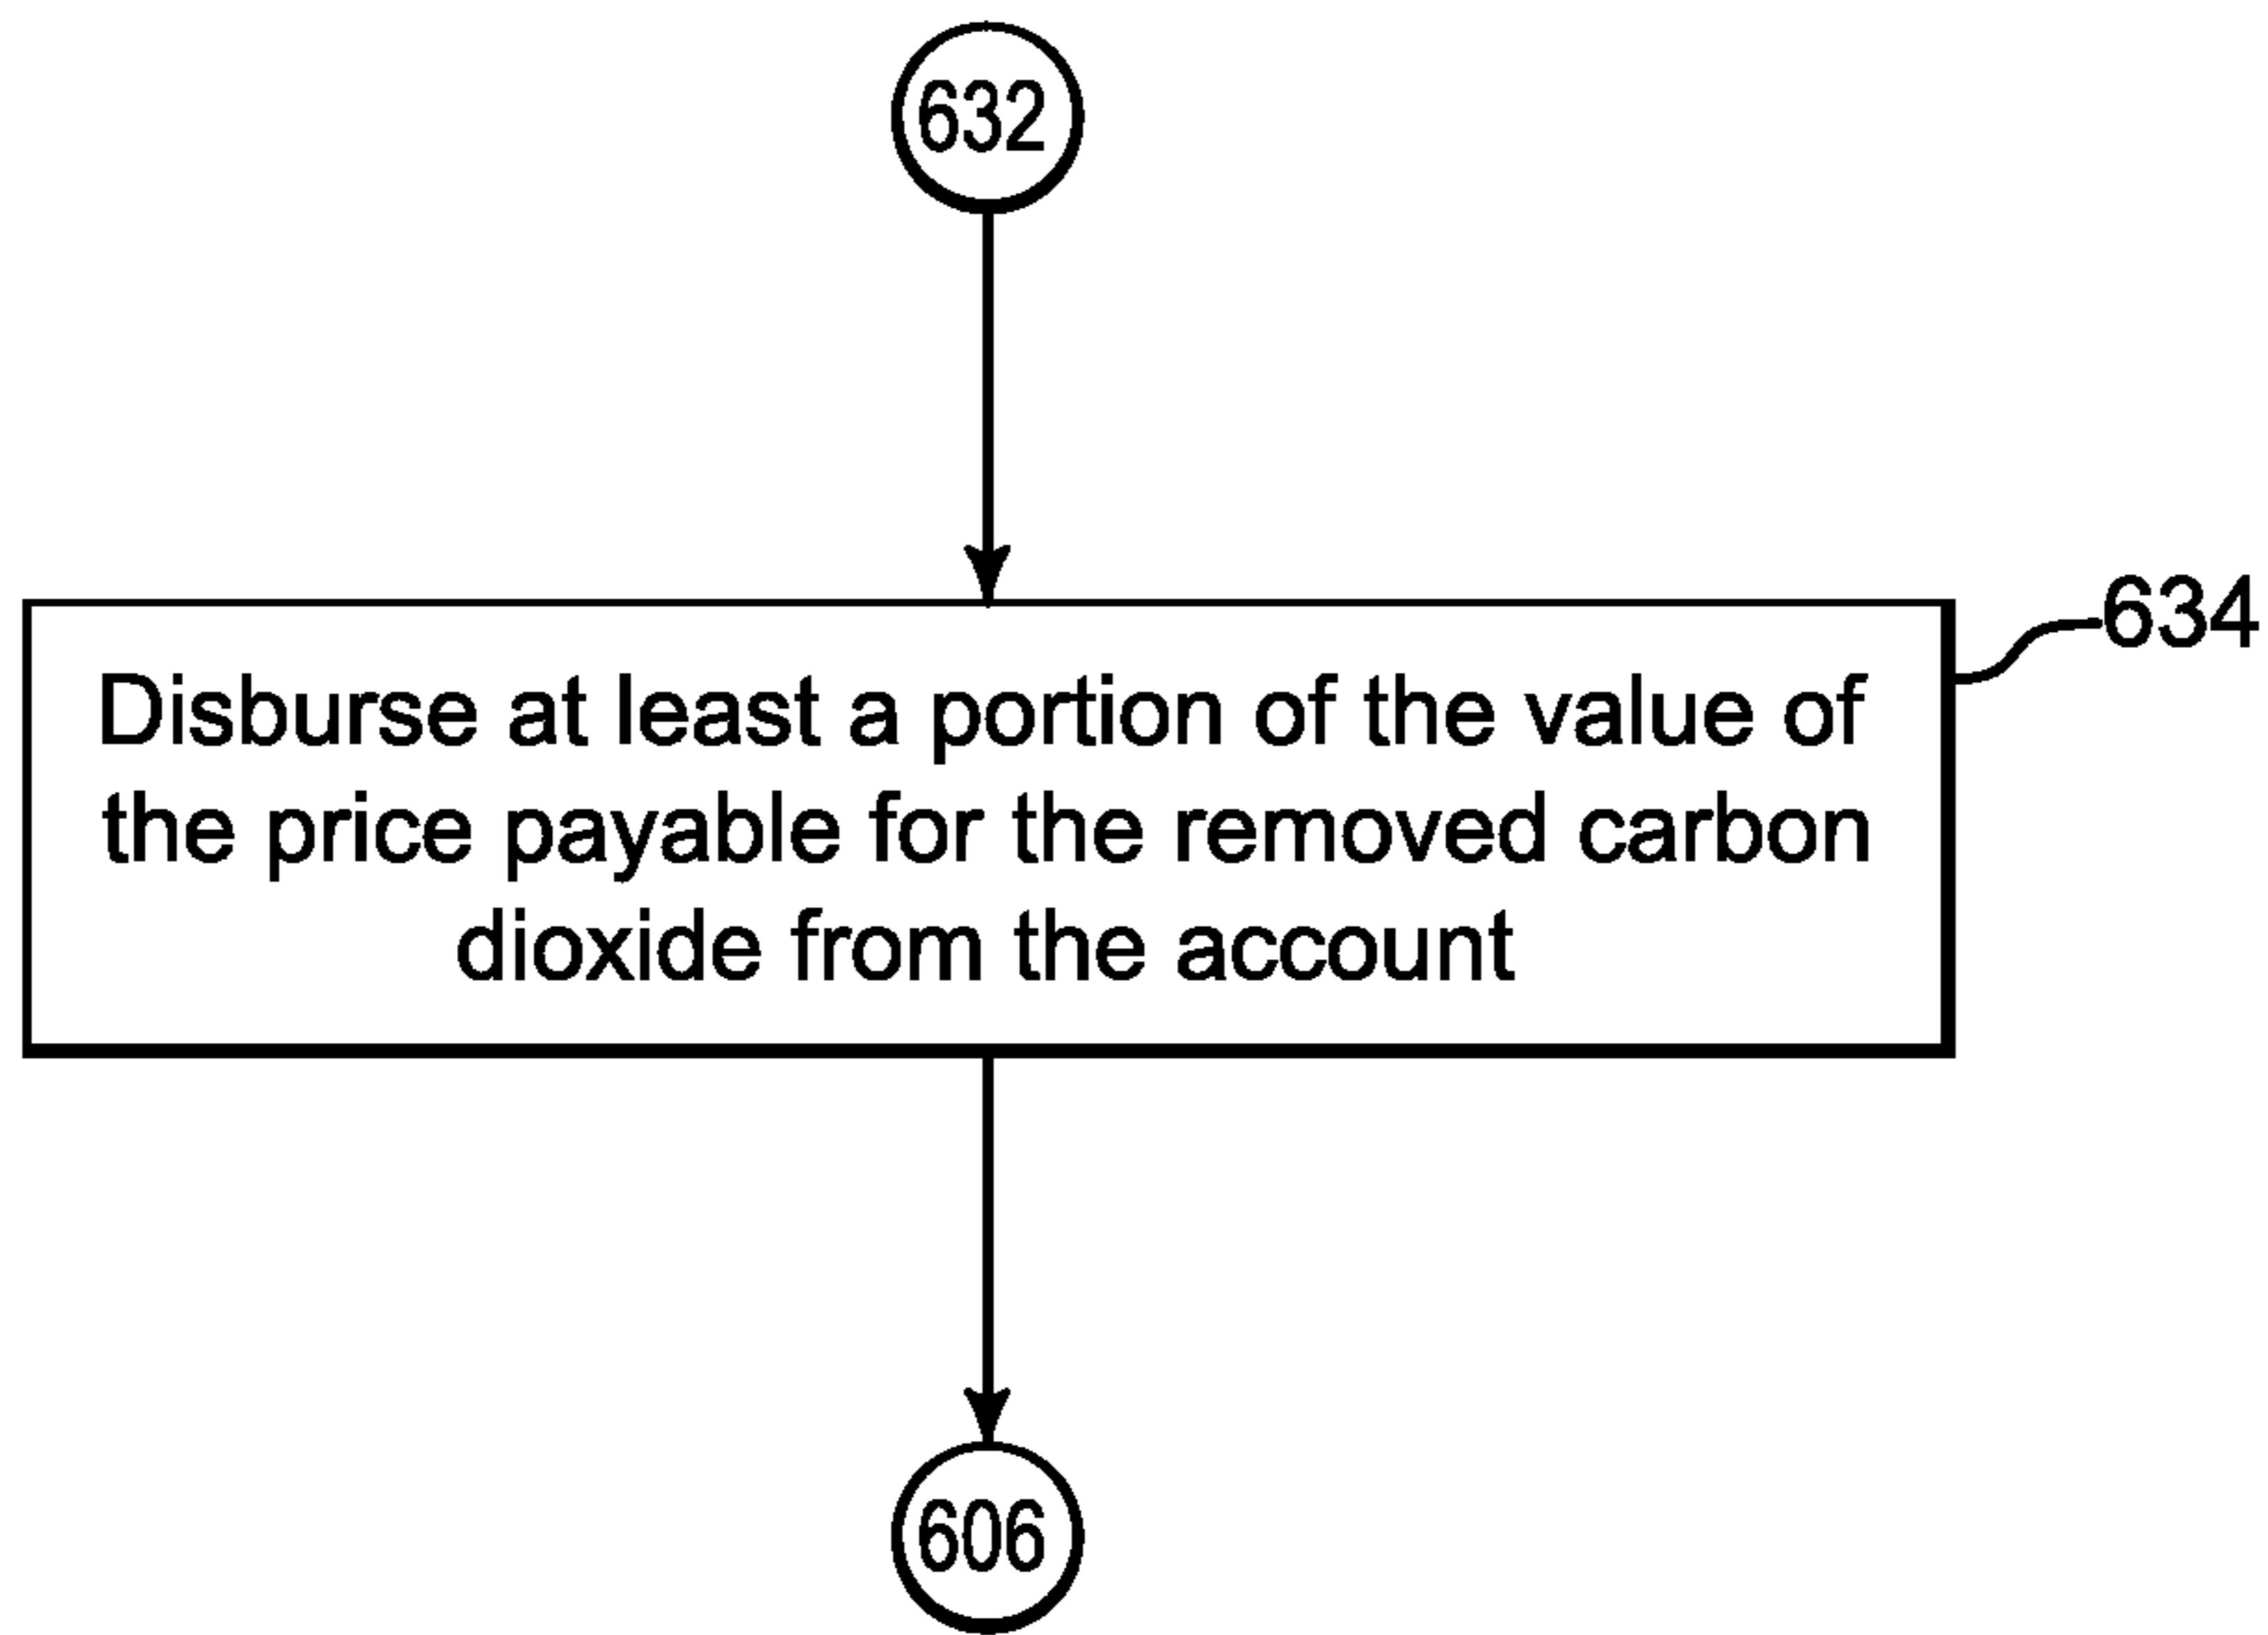 632
634
Disburse at least a portion of the value of
the price payable for the removed carbon
dioxide from the account
606